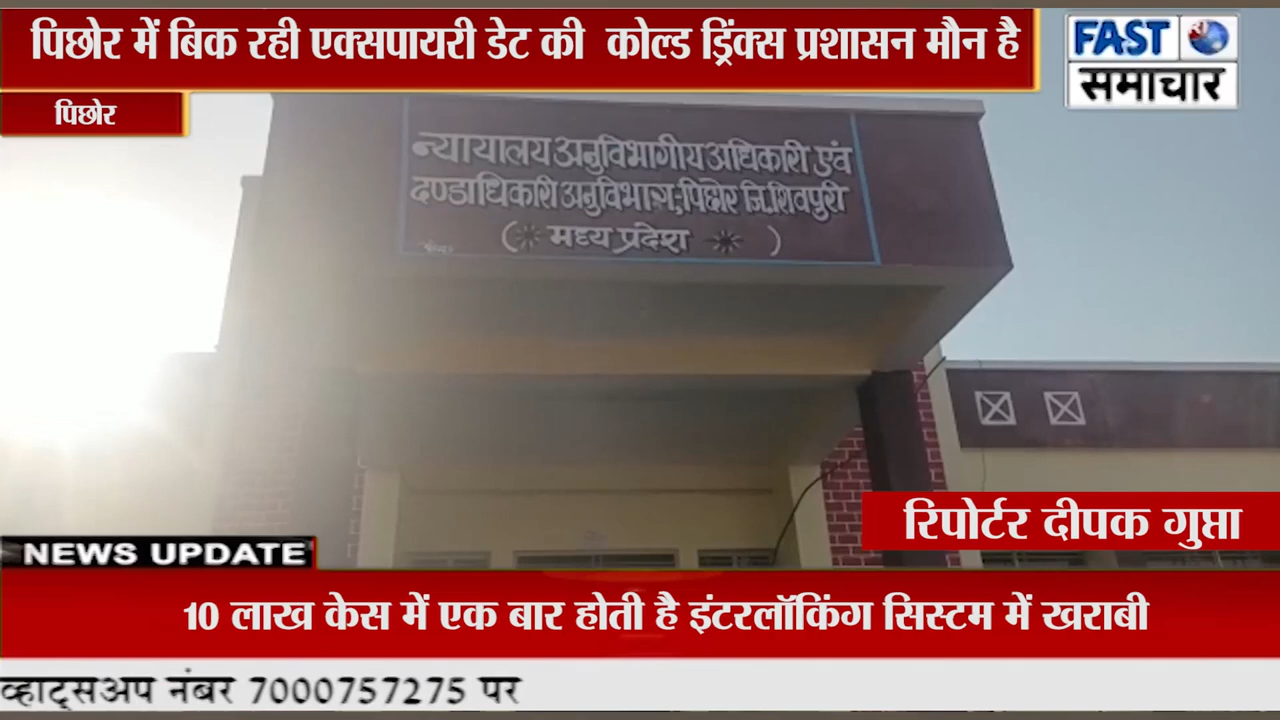 पिछोर में बिक रही एक्सपायरी डेट की कोल्ड ड्रिंक्स प्रशासन मौन है
FAST
समाचार
पिछोर
न्यायालय अनुविभागीय अधिकारी एवं
दण्डाधिकारी अनुविभाग, पिछोर जि. शिवपुरी
( मध्य प्रदेश )
रिपोर्टर दीपक गुप्ता
NEWS UPDATE
10 लाख केस में एक बार होती है इंटरलॉकिंग सिस्टम में खराबी
व्हाट्सअप नंबर 7000757275 पर